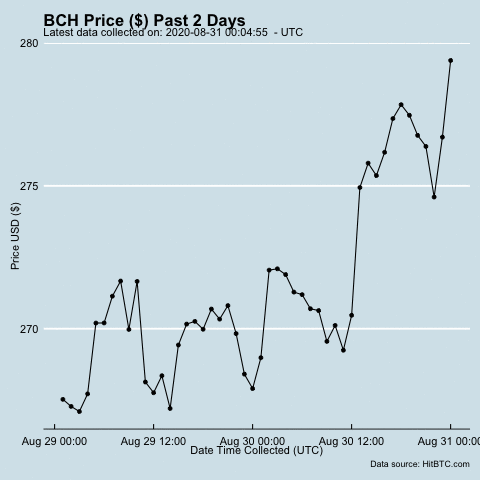 BCH Price ($) Past 2 Days
Latest data collected on: 2020-08-31 00:04:55  - UTC
280
275
270
Price USD ($)
Aug 29 00:00 Aug 29 12:00 Aug 30 00:00 Aug 30 12:00 Aug 31 00:00
Date Time Collected (UTC)
Data source: HitBTC.com